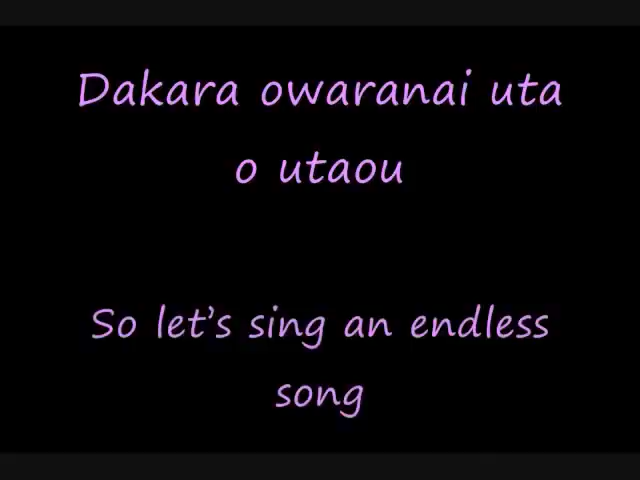 Dakara owaranai uta
o utaou
So let's sing an endless
song